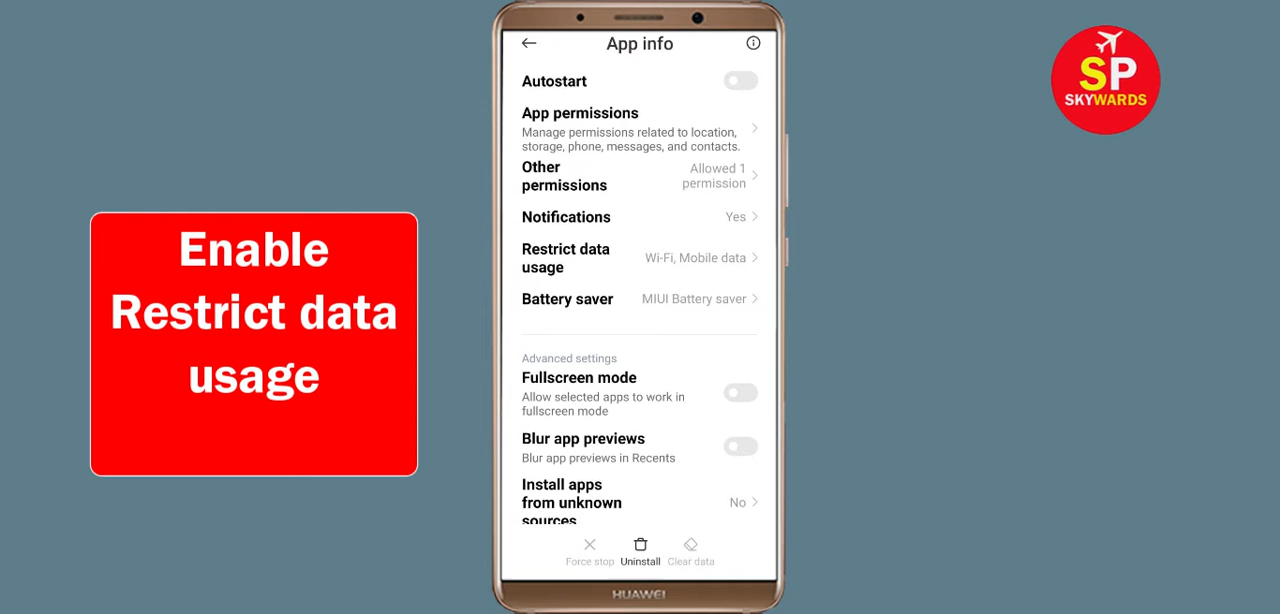 App info
Autostart
App permissions
Manage permissions related to location,
storage, phone, messages, and contacts.
Other
permissions
Allowed 1
permission
Notifications
Yes
Restrict data
usage
Wi-Fi, Mobile data
Battery saver
MIUI Battery saver
Advanced settings
Fullscreen mode
Allow selected apps to work in
fullscreen mode
Blur app previews
Blur app previews in Recents
Install apps
from unknown
sources
No
Force stop
Uninstall
Clear data
HUAWEI
Enable
Restrict data
usage
SP
SKYWARDS